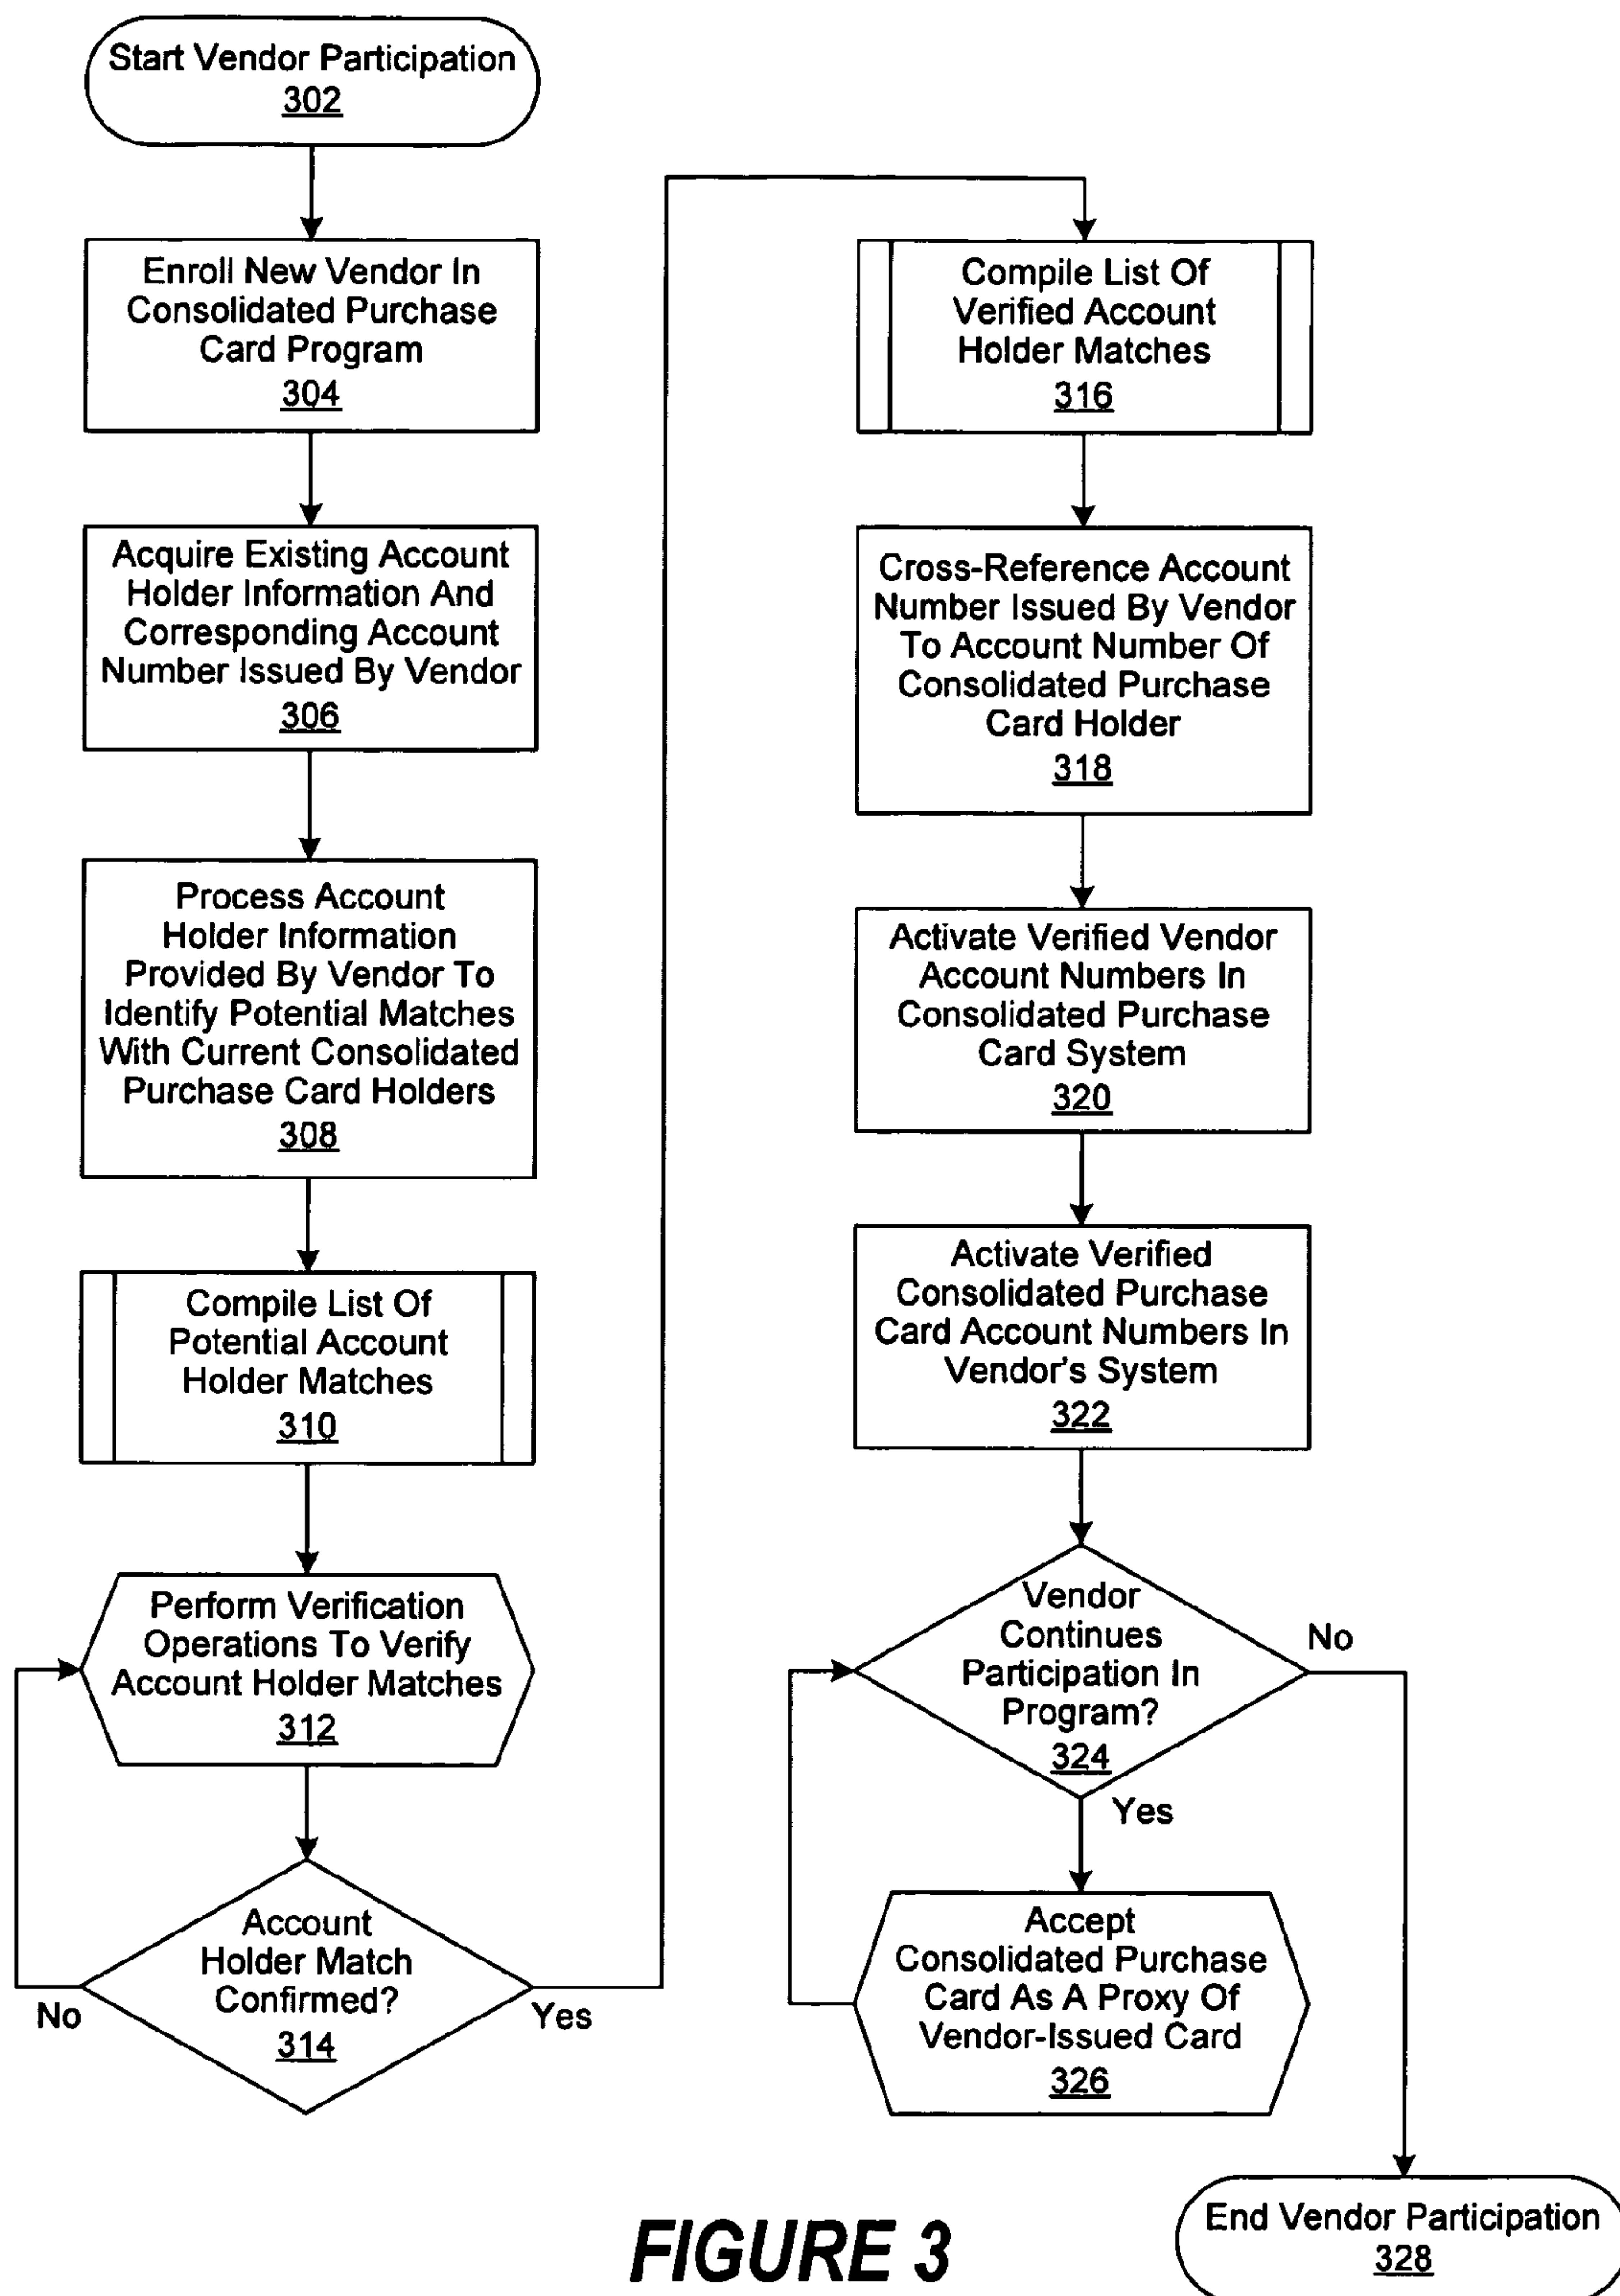 Start Vendor Participation
302
Enroll New Vendor In
Consolidated Purchase
Card Program
304
Acquire Existing Account
Holder Information And
Corresponding Account
Number Issued By Vendor
306
Process Account
Holder Information
Provided By Vendor To
Identify Potential Matches
With Current Consolidated
Purchase Card Holders
308
Compile List Of
Potential Account
Holder Matches
310
Perform Verification
Operations To Verify
Account Holder Matches
312
Account
Holder Match
Confirmed?
314
No
Yes
Compile List Of
Verified Account
Holder Matches
316
Cross-Reference Account
Number Issued By Vendor
To Account Number Of
Consolidated Purchase
Card Holder
318
Activate Verified Vendor
Account Numbers In
Consolidated Purchase
Card System
320
Activate Verified
Consolidated Purchase
Card Account Numbers In
Vendor's System
322
Vendor
Continues
Participation In
Program?
324
No
Yes
Accept
Consolidated Purchase
Card As A Proxy Of
Vendor-Issued Card
326
End Vendor Participation
328
FIGURE 3